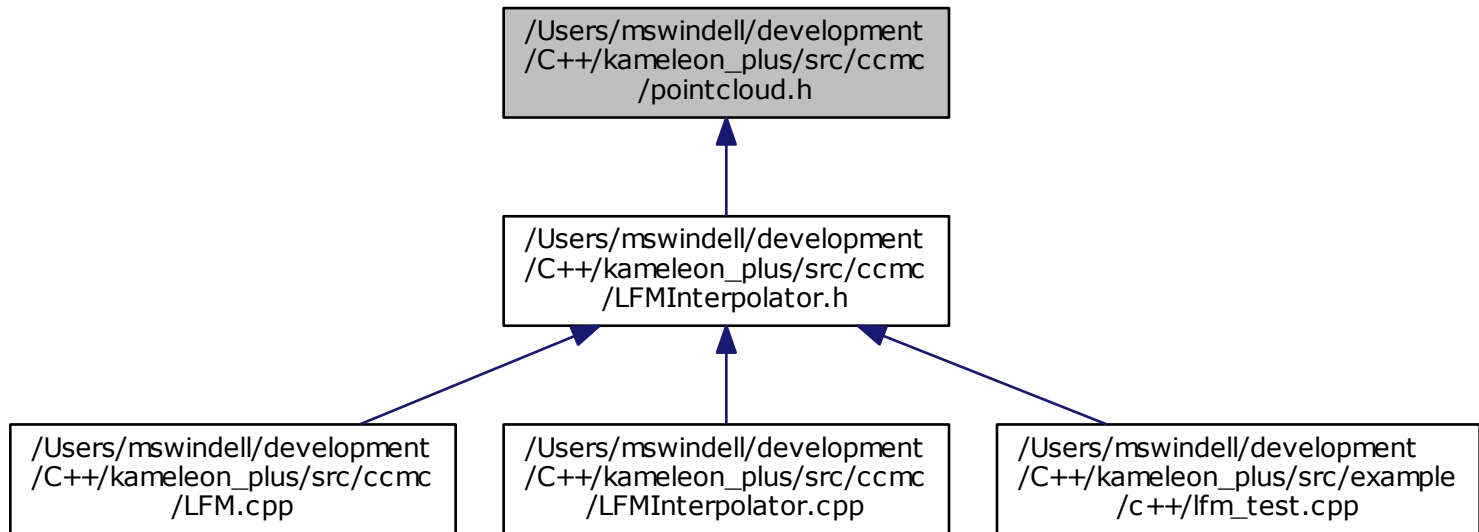 /Users/mswindell/development
/C++/kameleon_plus/src/ccmc
/pointcloud.h
/Users/mswindell/development
/C++/kameleon_plus/src/ccmc
/LFMInterpolator.h
/Users/mswindell/development
/C++/kameleon_plus/src/ccmc
/LFM.cpp
/Users/mswindell/development
/C++/kameleon_plus/src/ccmc
/LFMInterpolator.cpp
/Users/mswindell/development
/C++/kameleon_plus/src/example
/c++/lfm_test.cpp